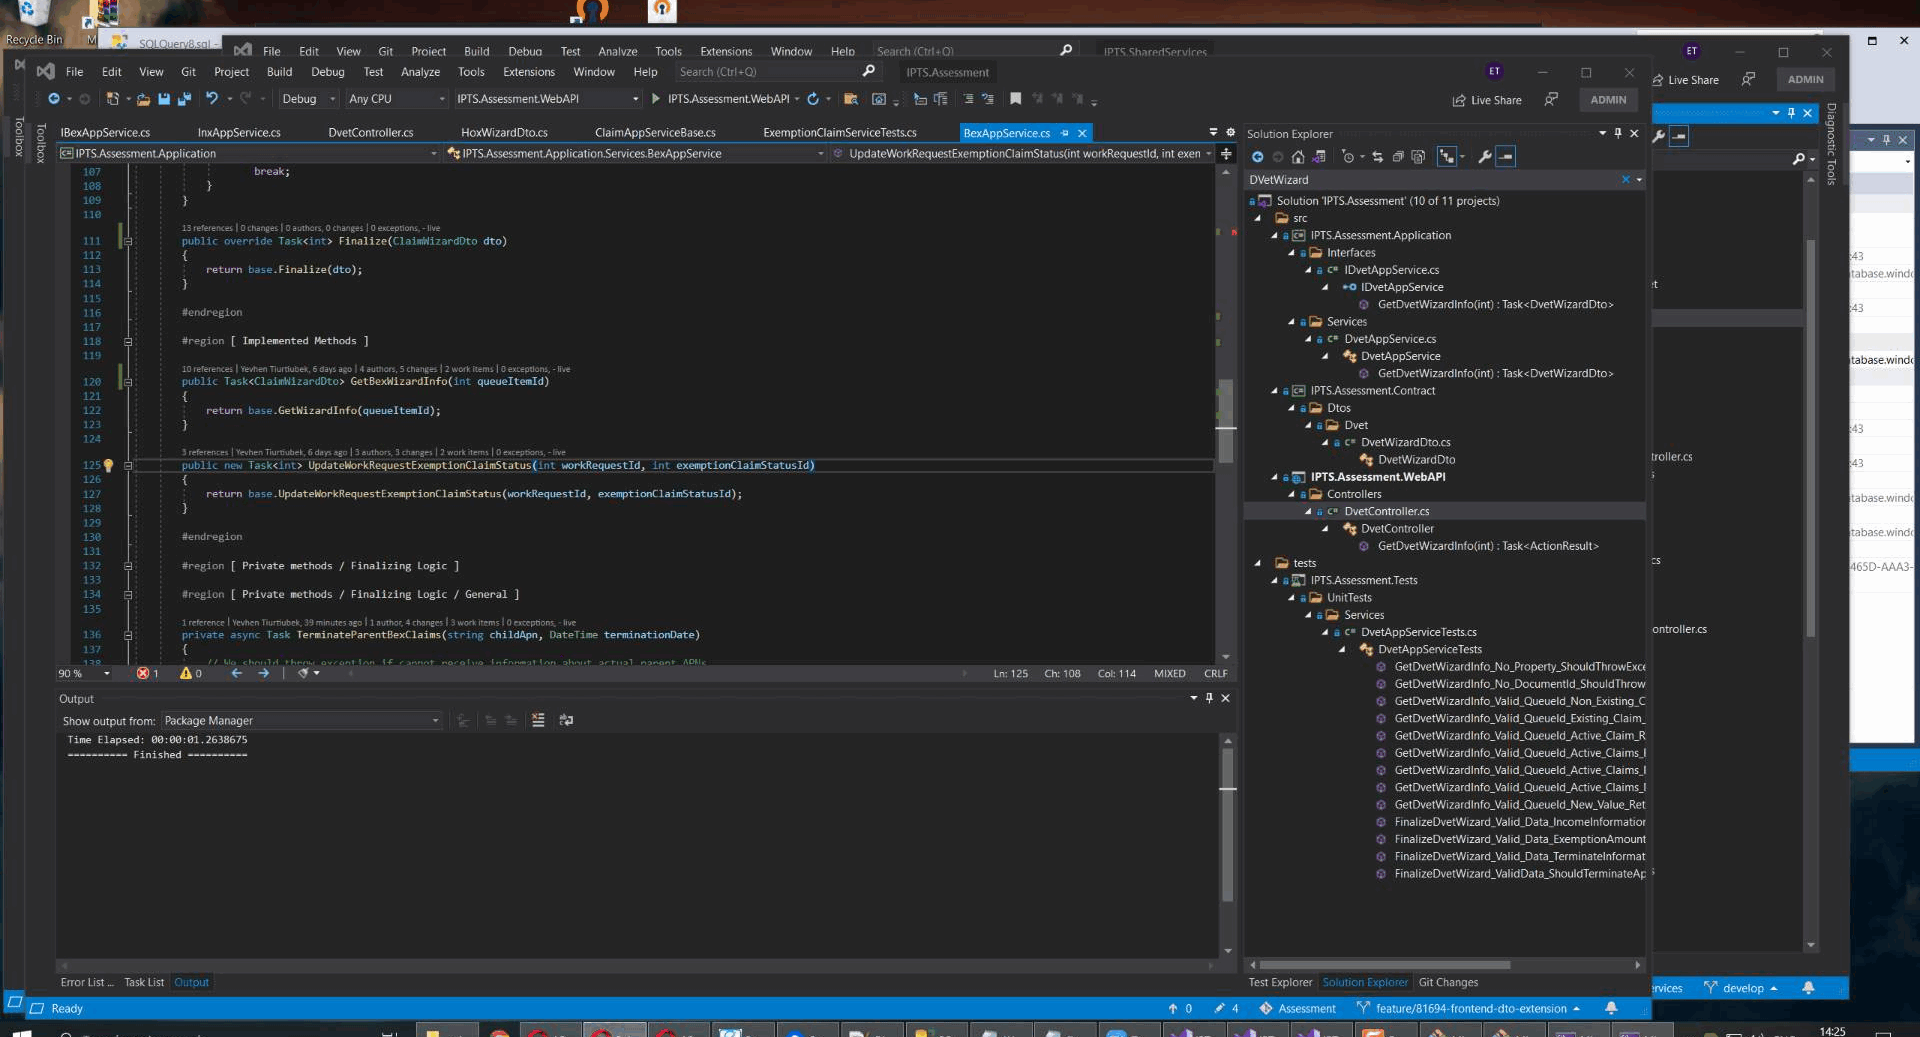 Recycle Bin
SQLQuery8.sql -
File Edit View Git Project Build Debug Test Analyze Tools Extensions Window Help Search (Ctrl+Q) IPTS.SharedServices ET
File Edit View Git Project Build Debug Test Analyze Tools Extensions Window Help Search (Ctrl+Q) IPTS.Assessment ET
Live Share ADMIN
Debug Any CPU IPTS.Assessment.WebAPI IPTS.Assessment.WebAPI Live Share ADMIN
Toolbox
Toolbox
Diagnostic Tools
IBexAppService.cs InxAppService.cs DvetController.cs HoxWizardDto.cs ClaimAppServiceBase.cs ExemptionClaimServiceTests.cs BexAppService.cs
IPTS.Assessment.Application IPTS.Assessment.Application.Services.BexAppService UpdateWorkRequestExemptionClaimStatus(int workRequestId, int exen
107 break;
108 }
109 }
110
13 references | 0 changes | 0 authors, 0 changes | 0 exceptions, - live
111 public override Task<int> Finalize(ClaimWizardDto dto)
112 {
113 return base.Finalize(dto);
114 }
115
116 #endregion
117
118 #region [ Implemented Methods ]
119
10 references | Yevhen Tiurtiubek, 6 days ago | 4 authors, 5 changes | 2 work items | 0 exceptions, - live
120 public Task<ClaimWizardDto> GetBexWizardInfo(int queueItemId)
121 {
122 return base.GetWizardInfo(queueItemId);
123 }
124
3 references | Yevhen Tiurtiubek, 6 days ago | 3 authors, 3 changes | 2 work items | 0 exceptions, - live
125 public new Task<int> UpdateWorkRequestExemptionClaimStatus(int workRequestId, int exemptionClaimStatusId)
126 {
127 return base.UpdateWorkRequestExemptionClaimStatus(workRequestId, exemptionClaimStatusId);
128 }
129
130 #endregion
131
132 #region [ Private methods / Finalizing Logic ]
133
134 #region [ Private methods / Finalizing Logic / General ]
135
1 reference | Yevhen Tiurtiubek, 39 minutes ago | 1 author, 4 changes | 3 work items | 0 exceptions, - live
136 private async Task TerminateParentBexClaims(string childApn, DateTime terminationDate)
137 {
138 // We should throw exception if cannot receive information about actual parent APNs
90 % 1 0 Ln: 125 Ch: 108 Col: 114 MIXED CRLF
Output
Show output from: Package Manager
Time Elapsed: 00:00:01.2638675
========== Finished ==========
Error List ... Task List Output
Solution Explorer
DVetWizard
Solution 'IPTS.Assessment' (10 of 11 projects)
src
IPTS.Assessment.Application
Interfaces
IDvetAppService.cs
IDvetAppService
GetDvetWizardInfo(int) : Task<DvetWizardDto>
Services
DvetAppService.cs
DvetAppService
GetDvetWizardInfo(int) : Task<DvetWizardDto>
IPTS.Assessment.Contract
Dtos
Dvet
DvetWizardDto.cs
DvetWizardDto
IPTS.Assessment.WebAPI
Controllers
DvetController.cs
DvetController
GetDvetWizardInfo(int) : Task<ActionResult>
tests
IPTS.Assessment.Tests
UnitTests
Services
DvetAppServiceTests.cs
DvetAppServiceTests
GetDvetWizardInfo_No_Property_ShouldThrowExce
GetDvetWizardInfo_No_DocumentId_ShouldThrow
GetDvetWizardInfo_Valid_QueueId_Non_Existing_C
GetDvetWizardInfo_Valid_QueueId_Existing_Claim_
GetDvetWizardInfo_Valid_QueueId_Active_Claim_R
GetDvetWizardInfo_Valid_QueueId_Active_Claims_
GetDvetWizardInfo_Valid_QueueId_Active_Claims_
GetDvetWizardInfo_Valid_QueueId_Active_Claims_
GetDvetWizardInfo_Valid_QueueId_New_Value_Ret
FinalizeDvetWizard_Valid_Data_IncomeInformation
FinalizeDvetWizard_Valid_Data_ExemptionAmount
FinalizeDvetWizard_Valid_Data_TerminateInformat
FinalizeDvetWizard_ValidData_ShouldTerminateAp
Test Explorer Solution Explorer Git Changes
troller.cs
ontroller.cs
:43
tabase.windo
:43
tabase.windo
:43
:43
tabase.windo
tabase.windo
465D-AAA3-
rvices develop
Ready 0 4 Assessment feature/81694-frontend-dto-extension
14:25